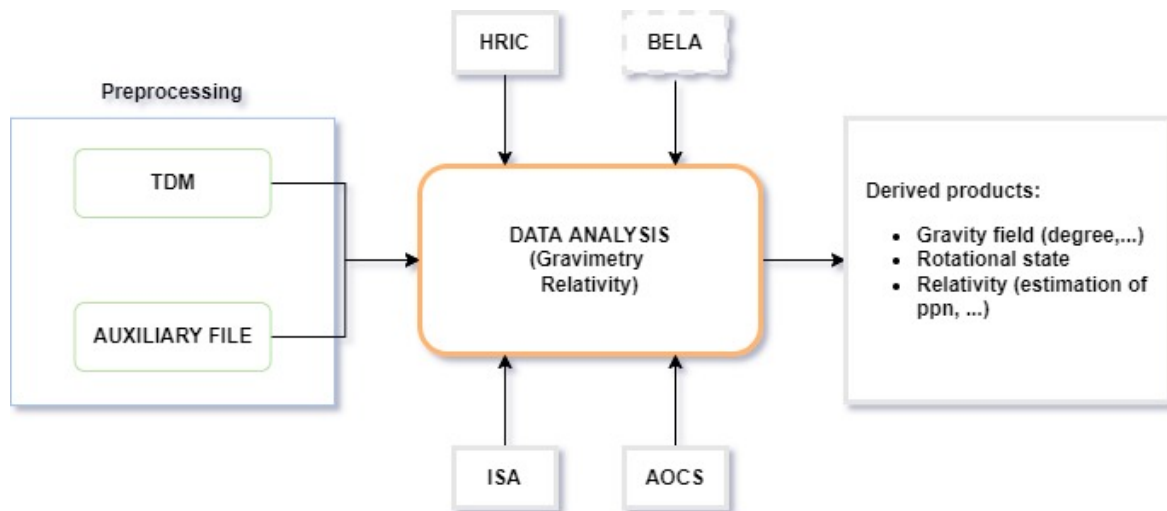 HRIC
BELA
Preprocessing
TDM
AUXILIARY FILE
DATA ANALYSIS
(Gravimetry
Relativity)
Derived products:
• Gravity field (degree,...)
• Rotational state
• Relativity (estimation of
ppn, ...)
ISA
AOCS